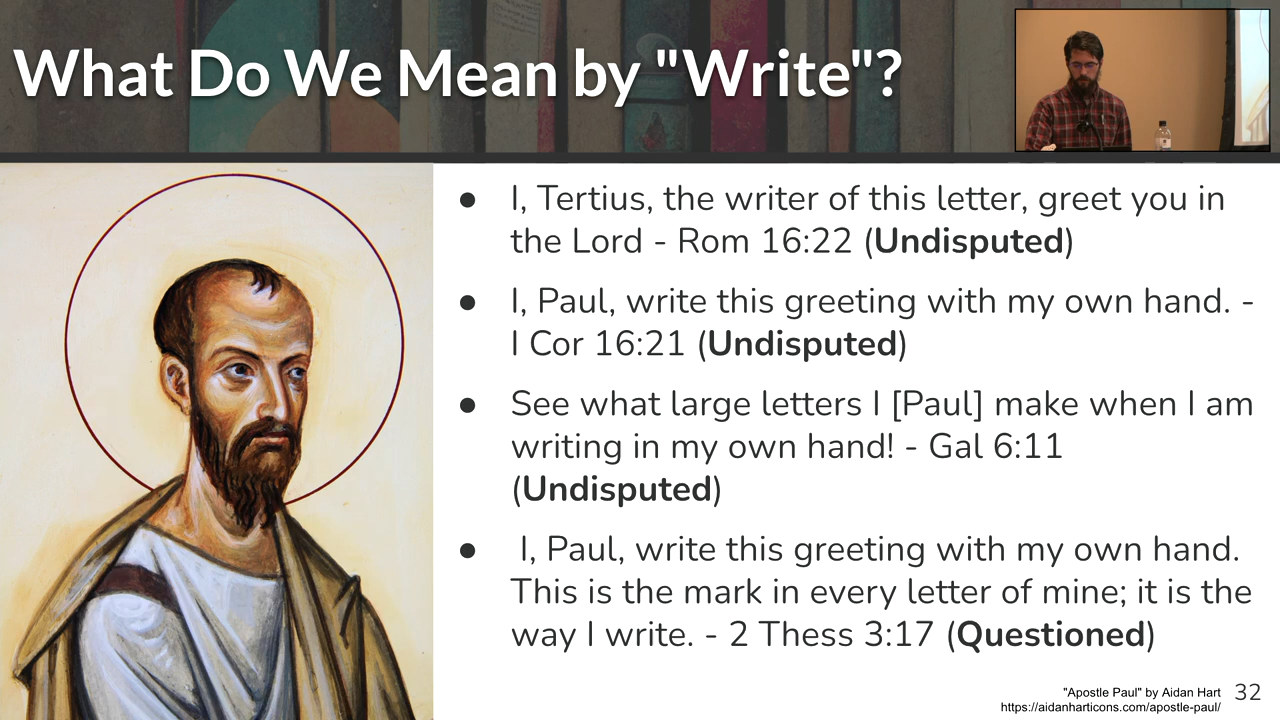 What Do We Mean by "Write"?
● I, Tertius, the writer of this letter, greet you in
the Lord - Rom 16:22 (Undisputed)
● I, Paul, write this greeting with my own hand. -
I Cor 16:21 (Undisputed)
● See what large letters I [Paul] make when I am
writing in my own hand! - Gal 6:11
(Undisputed)
● I, Paul, write this greeting with my own hand.
This is the mark in every letter of mine; it is the
way I write. - 2 Thess 3:17 (Questioned)
"Apostle Paul" by Aidan Hart
https://aidanharticons.com/apostle-paul/
32